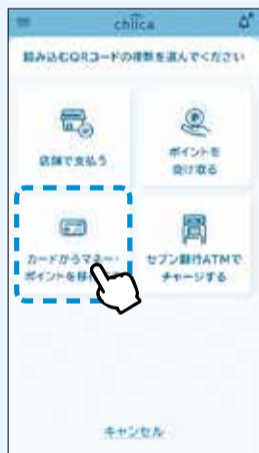 chiica
読み込むQRコードの種類を選んでください
店舗で支払う
ポイントを
受け取る
カードからマネー・
ポイントを移
セブン銀行ATMで
チャージする
キャンセル